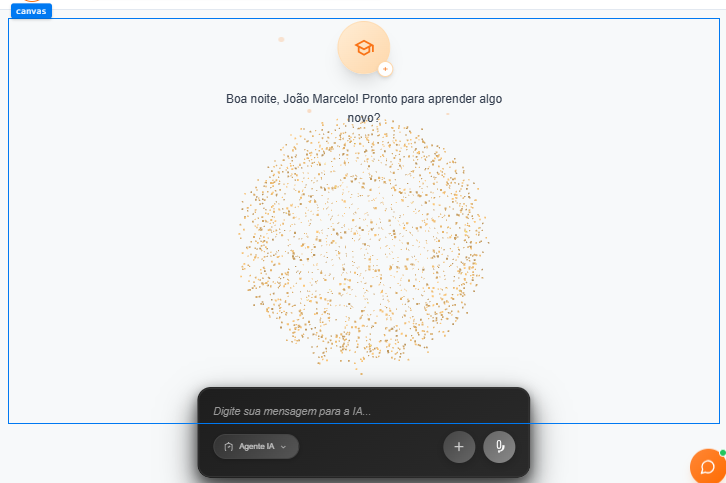 canvas
Boa noite, João Marcelo! Pronto para aprender algo
novo?
Digite sua mensagem para a IA...
Agente IA